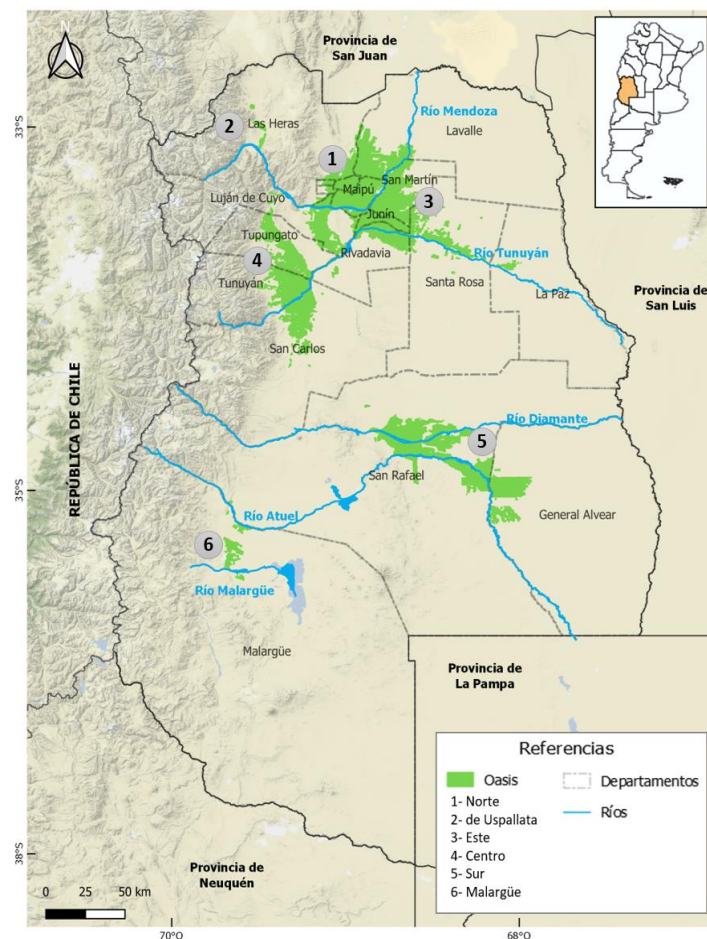 Provincia de
San Juan
33°S
2
Las Heras
1
Río Mendoza
Lavalle
Maipú
San Martín
3
Luján de Cuyo
Junín
Tupungato
Rivadavia
4
Río Tunuyán
Tunuyán
Santa Rosa
La Paz
Provincia de
San Luis
San Carlos
REPÚBLICA DE CHILE
Río Diamante
5
San Rafael
35°S
Río Atuel
General Alvear
6
Río Malargüe
Malargüe
Provincia de
La Pampa
Referencias
Oasis
Departamentos
1- Norte
Ríos
2- de Uspallata
3- Este
4- Centro
5- Sur
6- Malargüe
38°S
Provincia de
Neuquén
0 25 50 km
70°O
68°O